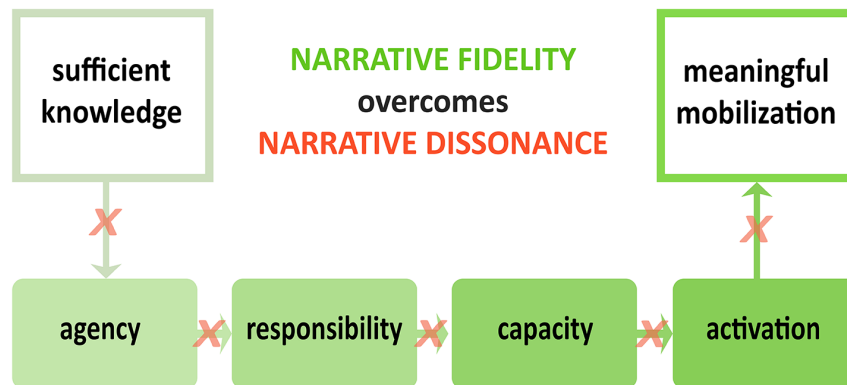 sufficient
knowledge
NARRATIVE FIDELITY
overcomes
NARRATIVE DISSONANCE
meaningful
mobilization
X
X
agency
X
responsibility
X
capacity
X
activation